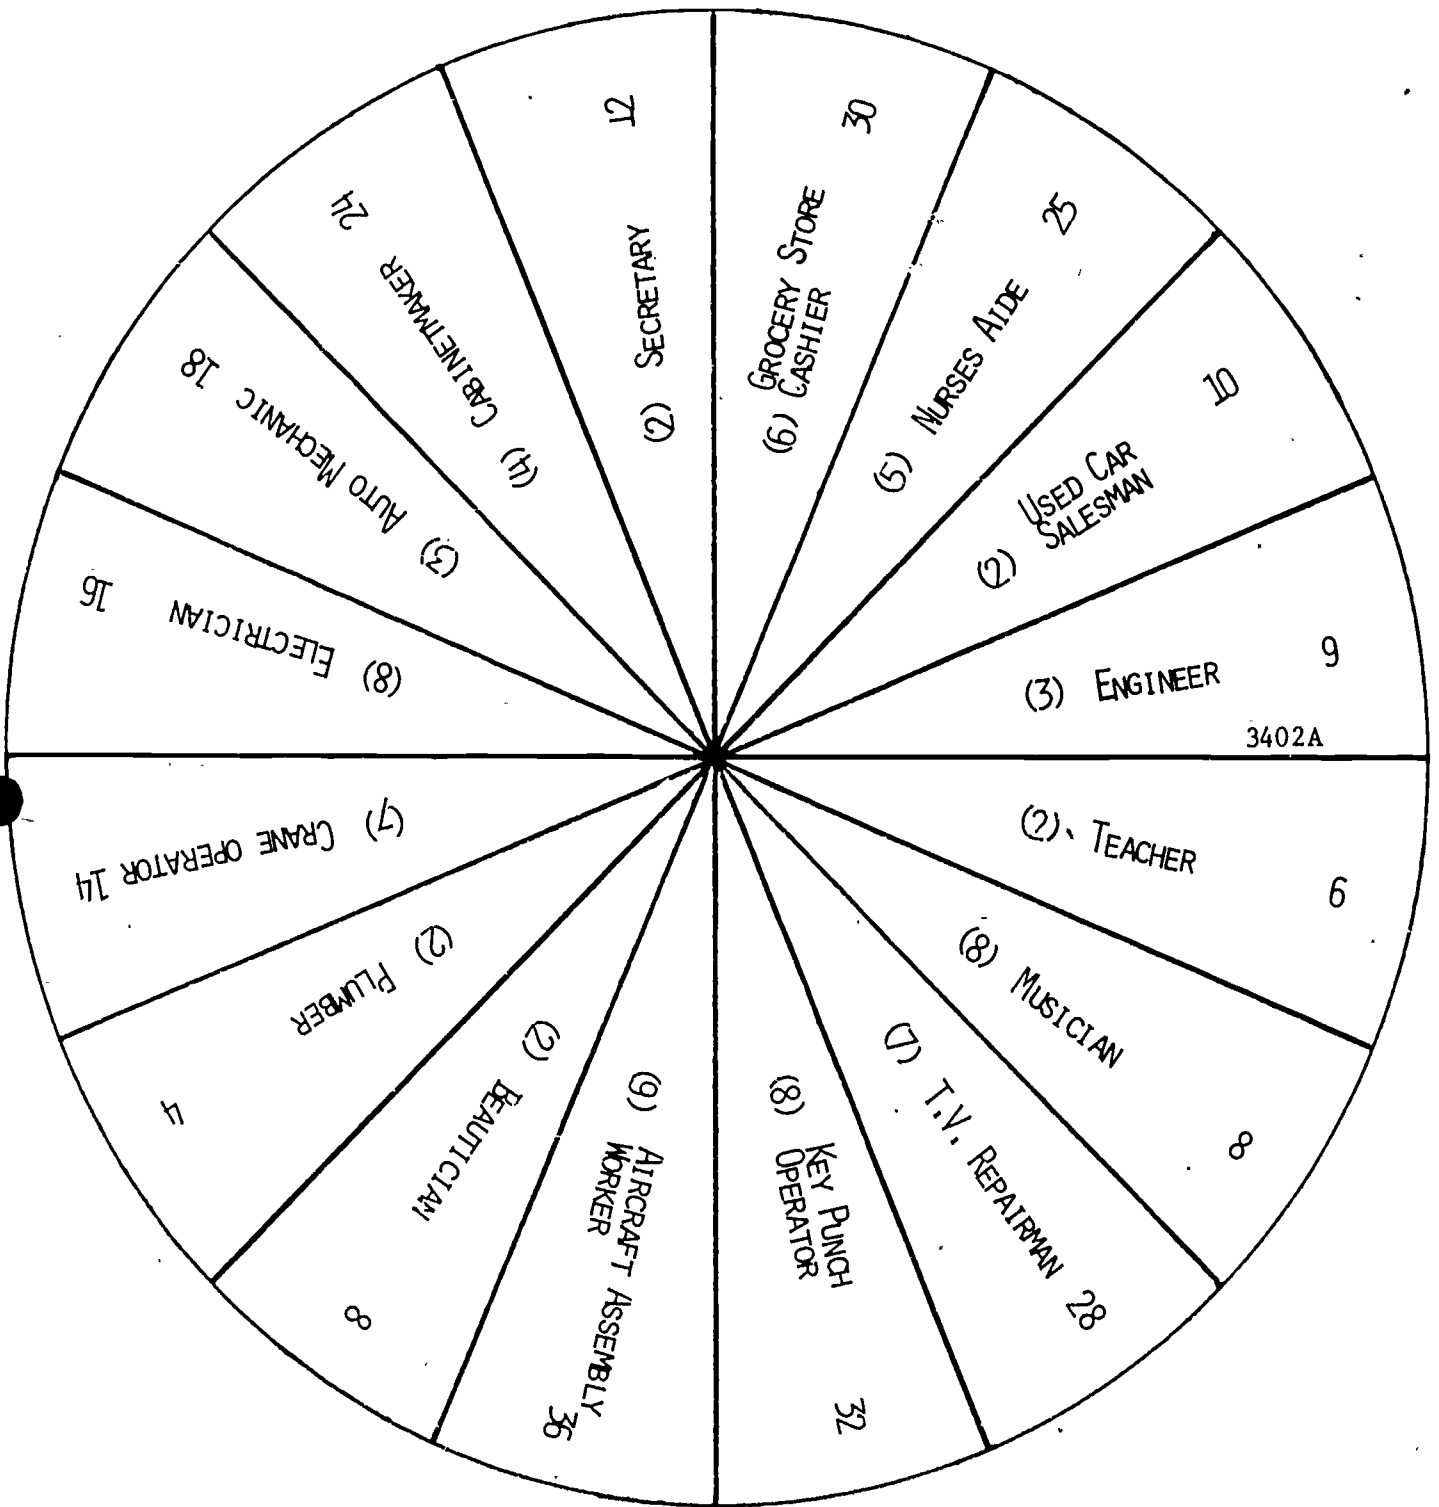 30
GROCERY STORE
(6) CASHIER
25
(5) NURSES AIDE
10
USED CAR
(2) SALESMAN
9
(3) ENGINEER
3402A
(2) TEACHER
6
(8) MUSICIAN
8
(7) T.V. REPAIRMAN 28
KEY PUNCH
(8) OPERATOR
32
(9) AIRCRAFT ASSEMBLY
WORKER
36
(2) BEAUTICIAN
8
(2) PLUMBER
4
(7) CRANE OPERATOR 14
(8) ELECTRICIAN
16
(3) AUTO MECHANIC 18
(4) CABINETMAKER 24
(2) SECRETARY
12